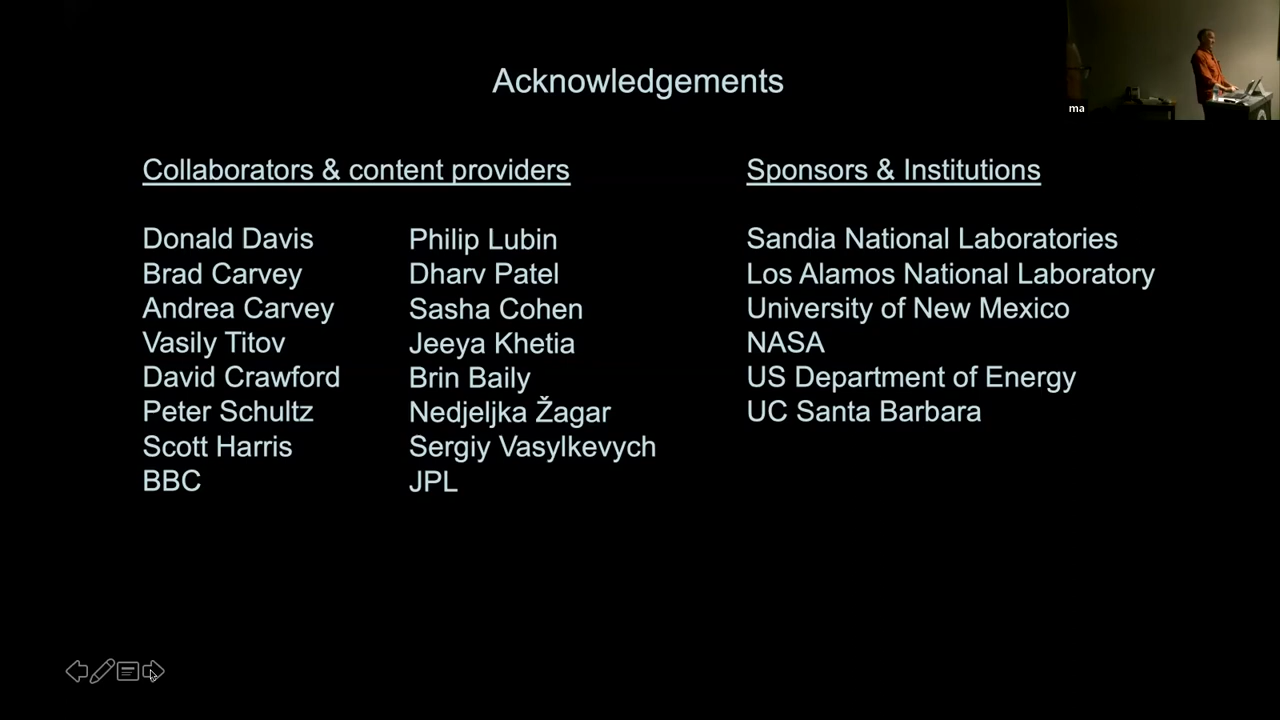 Acknowledgements
ma
Collaborators & content providers
Donald Davis
Brad Carvey
Andrea Carvey
Vasily Titov
David Crawford
Peter Schultz
Scott Harris
BBC
Philip Lubin
Dharv Patel
Sasha Cohen
Jeeya Khetia
Brin Baily
Nedjeljka Žagar
Sergiy Vasylkevych
JPL
Sponsors & Institutions
Sandia National Laboratories
Los Alamos National Laboratory
University of New Mexico
NASA
US Department of Energy
UC Santa Barbara